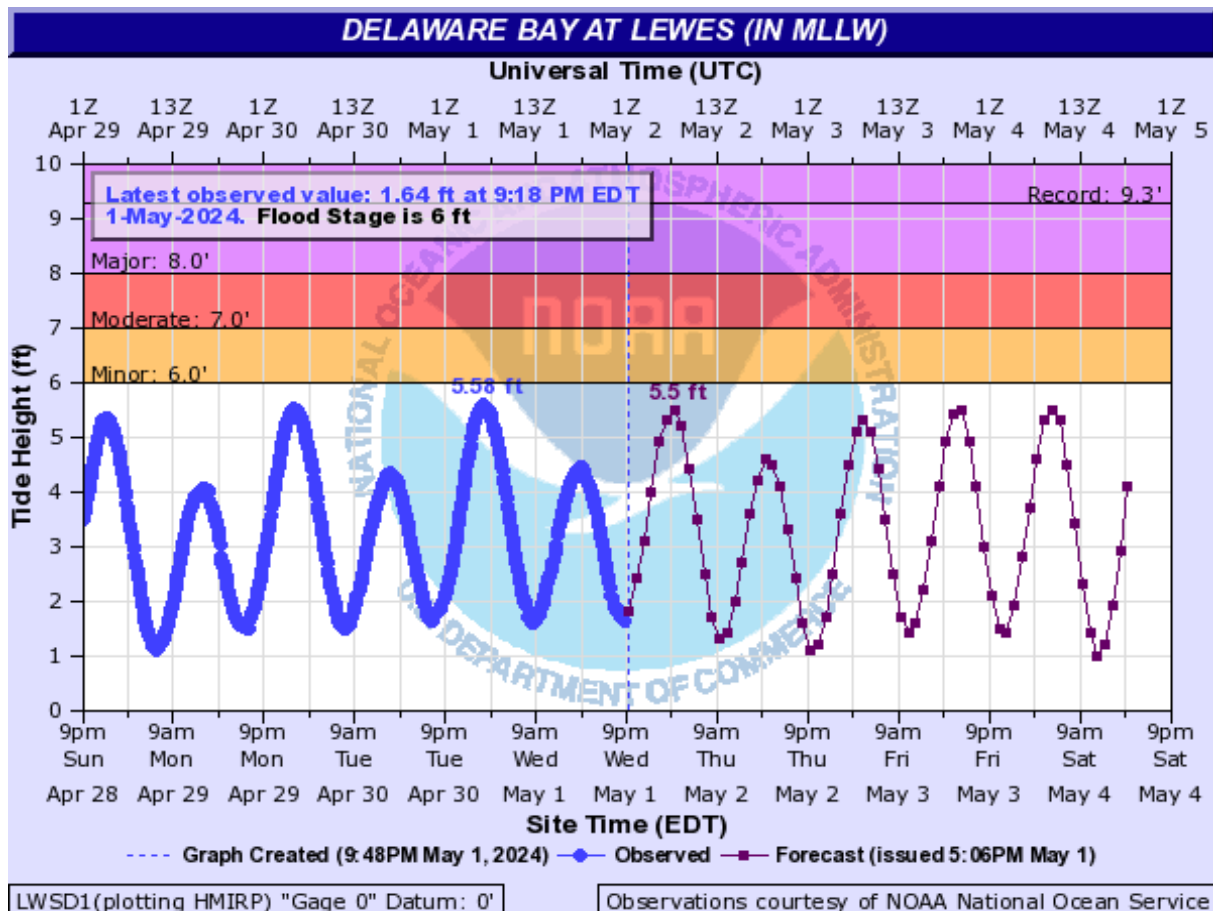 DELAWARE BAY AT LEWES (IN MLLW)
Universal Time (UTC)
1Z 13Z 1Z 13Z 1Z 13Z 1Z 13Z 1Z 13Z 1Z 13Z 1Z
Apr 29 Apr 29 Apr 30 Apr 30 May 1 May 1 May 2 May 2 May 3 May 3 May 4 May 4 May 5
Latest observed value: 1.64 ft at 9:18 PM EDT
1-May-2024. Flood Stage is 6 ft
Record: 9.3'
Major: 8.0'
Moderate: 7.0'
Minor: 6.0'
5.58 ft
5.5 ft
NATIONAL OCEANIC AND ATMOSPHERIC ADMINISTRATION
NOAA
U.S. DEPARTMENT OF COMMERCE
Tide Height (ft)
10
9
8
7
6
5
4
3
2
1
0
9pm 9am 9pm 9am 9pm 9am 9pm 9am 9pm 9am 9pm 9am 9pm
Sun Mon Mon Tue Tue Wed Wed Thu Thu Fri Fri Sat Sat
Apr 28 Apr 29 Apr 29 Apr 30 Apr 30 May 1 May 1 May 2 May 2 May 3 May 3 May 4 May 4
Site Time (EDT)
Graph Created (9:48PM May 1, 2024) Observed Forecast (issued 5:06PM May 1)
LWSD1(plotting HMIRP) "Gage 0" Datum: 0'
Observations courtesy of NOAA National Ocean Service